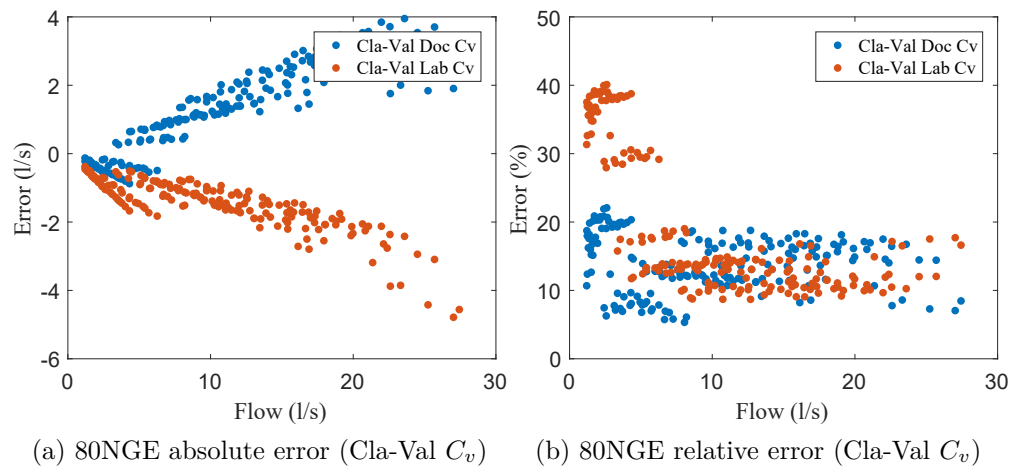 4
2
0
-2
-4
-6
Error (l/s)
0
10
20
30
Flow (l/s)
Cla-Val Doc Cv
Cla-Val Lab Cv
(a) 80NGE absolute error (Cla-Val Cv)
50
40
30
20
10
0
Error (%)
0
10
20
30
Flow (l/s)
Cla-Val Doc Cv
Cla-Val Lab Cv
(b) 80NGE relative error (Cla-Val Cv)